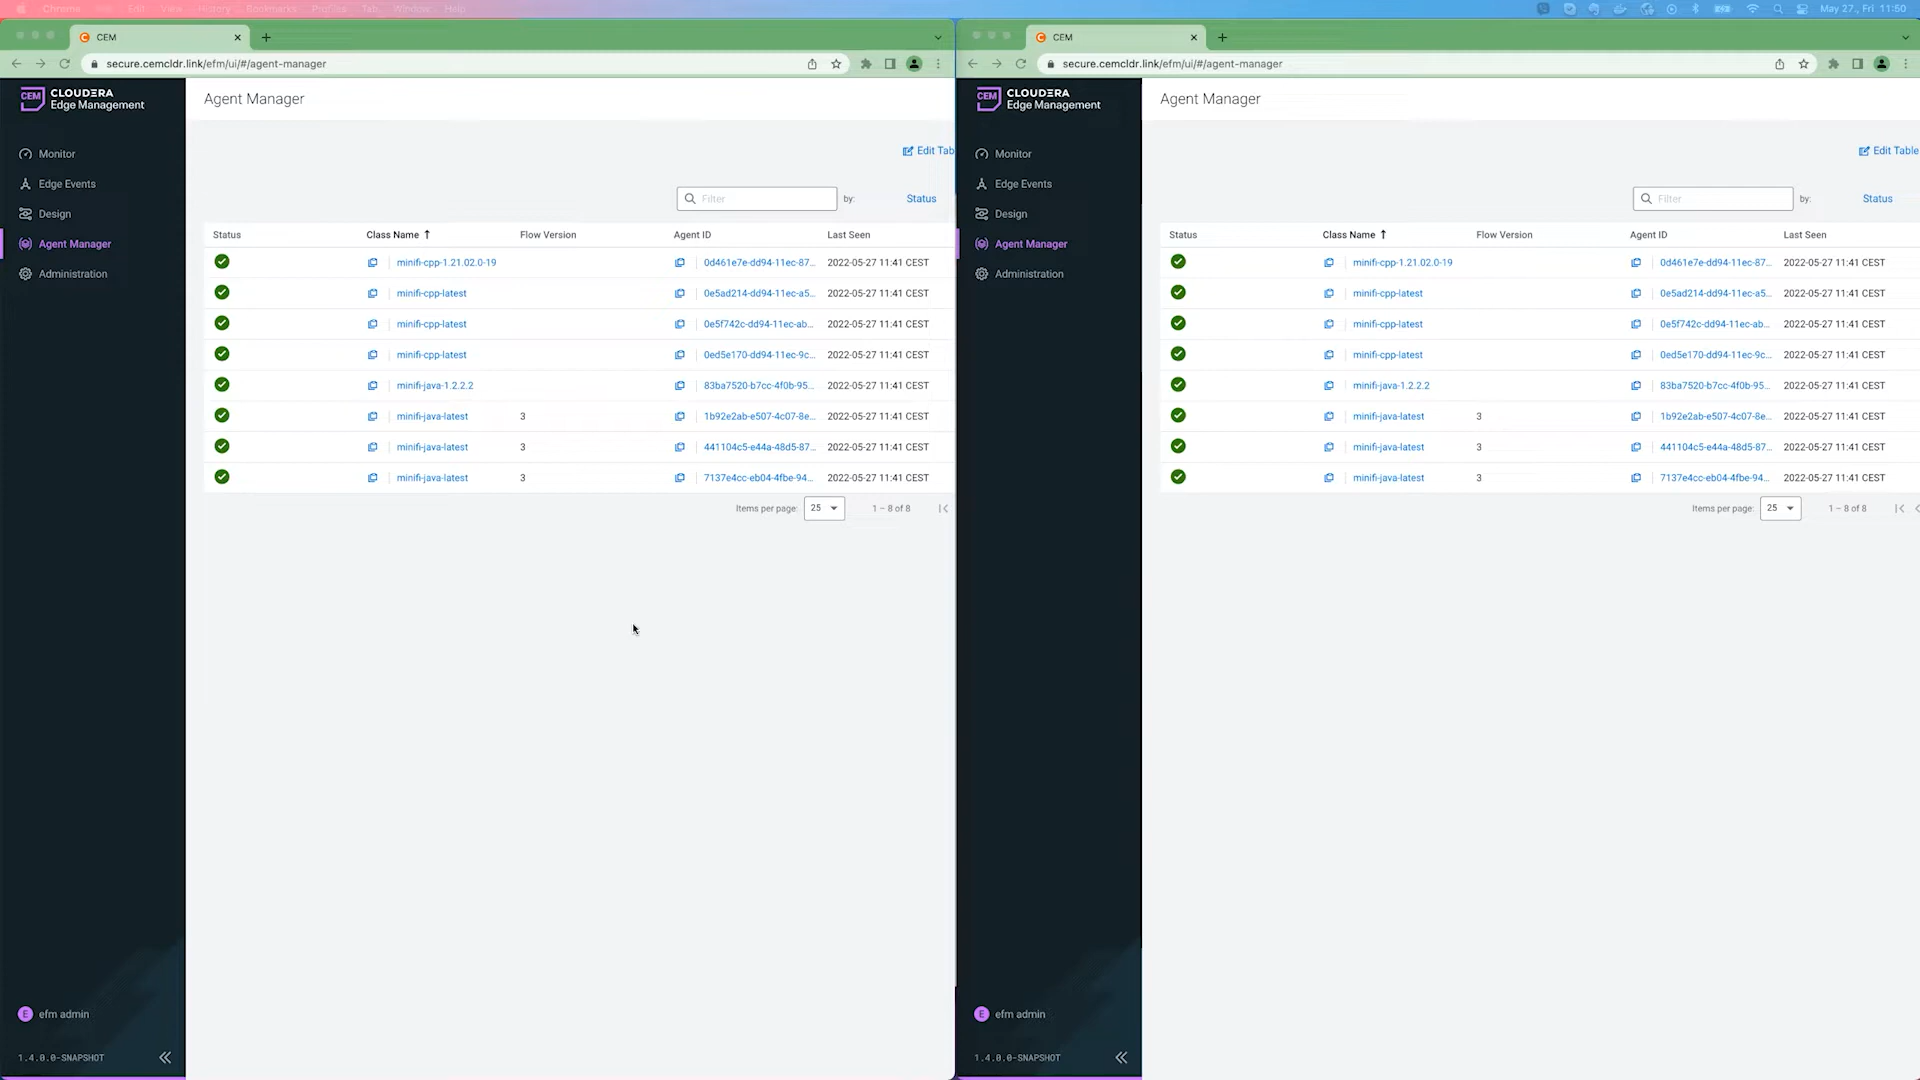 Chrome File Edit View History Bookmarks Profiles Tab Window Help May 27., Fri 11:50
CEM
secure.cemcldr.link/efm/ui/#/agent-manager
CEM CLOUDERA
Edge Management
Agent Manager
Monitor
Edge Events
Design
Agent Manager
Administration
Edit Tab
Filter by: Status
Status Class Name ↑ Flow Version Agent ID Last Seen
minifi-cpp-1.21.02.0-19 0d461e7e-dd94-11ec-87... 2022-05-27 11:41 CEST
minifi-cpp-latest 0e5ad214-dd94-11ec-a5... 2022-05-27 11:41 CEST
minifi-cpp-latest 0e5f742c-dd94-11ec-ab... 2022-05-27 11:41 CEST
minifi-cpp-latest 0ed5e170-dd94-11ec-9c... 2022-05-27 11:41 CEST
minifi-java-1.2.2.2 83ba7520-b7cc-4f0b-95... 2022-05-27 11:41 CEST
minifi-java-latest 3 1b92e2ab-e507-4c07-8e... 2022-05-27 11:41 CEST
minifi-java-latest 3 441104c5-e44a-48d5-87... 2022-05-27 11:41 CEST
minifi-java-latest 3 7137e4cc-eb04-4fbe-94... 2022-05-27 11:41 CEST
Items per page: 25 1 – 8 of 8
E efm admin
1.4.0.0-SNAPSHOT
CEM
secure.cemcldr.link/efm/ui/#/agent-manager
CEM CLOUDERA
Edge Management
Agent Manager
Monitor
Edge Events
Design
Agent Manager
Administration
Edit Table
Filter by: Status
Status Class Name ↑ Flow Version Agent ID Last Seen
minifi-cpp-1.21.02.0-19 0d461e7e-dd94-11ec-87... 2022-05-27 11:41 CEST
minifi-cpp-latest 0e5ad214-dd94-11ec-a5... 2022-05-27 11:41 CEST
minifi-cpp-latest 0e5f742c-dd94-11ec-ab... 2022-05-27 11:41 CEST
minifi-cpp-latest 0ed5e170-dd94-11ec-9c... 2022-05-27 11:41 CEST
minifi-java-1.2.2.2 83ba7520-b7cc-4f0b-95... 2022-05-27 11:41 CEST
minifi-java-latest 3 1b92e2ab-e507-4c07-8e... 2022-05-27 11:41 CEST
minifi-java-latest 3 441104c5-e44a-48d5-87... 2022-05-27 11:41 CEST
minifi-java-latest 3 7137e4cc-eb04-4fbe-94... 2022-05-27 11:41 CEST
Items per page: 25 1 – 8 of 8
E efm admin
1.4.0.0-SNAPSHOT